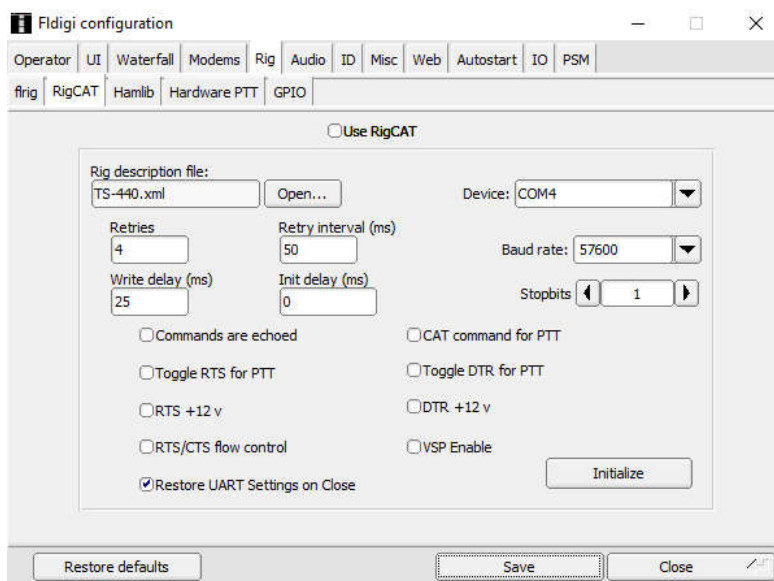 Fldigi configuration
Operator UI Waterfall Modems Rig Audio ID Misc Web Autostart IO PSM
flrig RigCAT Hamlib Hardware PTT GPIO
Use RigCAT
Rig description file:
TS-440.xml Open... Device: COM4
Retries Retry interval (ms)
4 50 Baud rate: 57600
Write delay (ms) Init delay (ms)
25 0 Stopbits 1
Commands are echoed CAT command for PTT
Toggle RTS for PTT Toggle DTR for PTT
RTS +12 v DTR +12 v
RTS/CTS flow control VSP Enable
Restore UART Settings on Close Initialize
Restore defaults Save Close